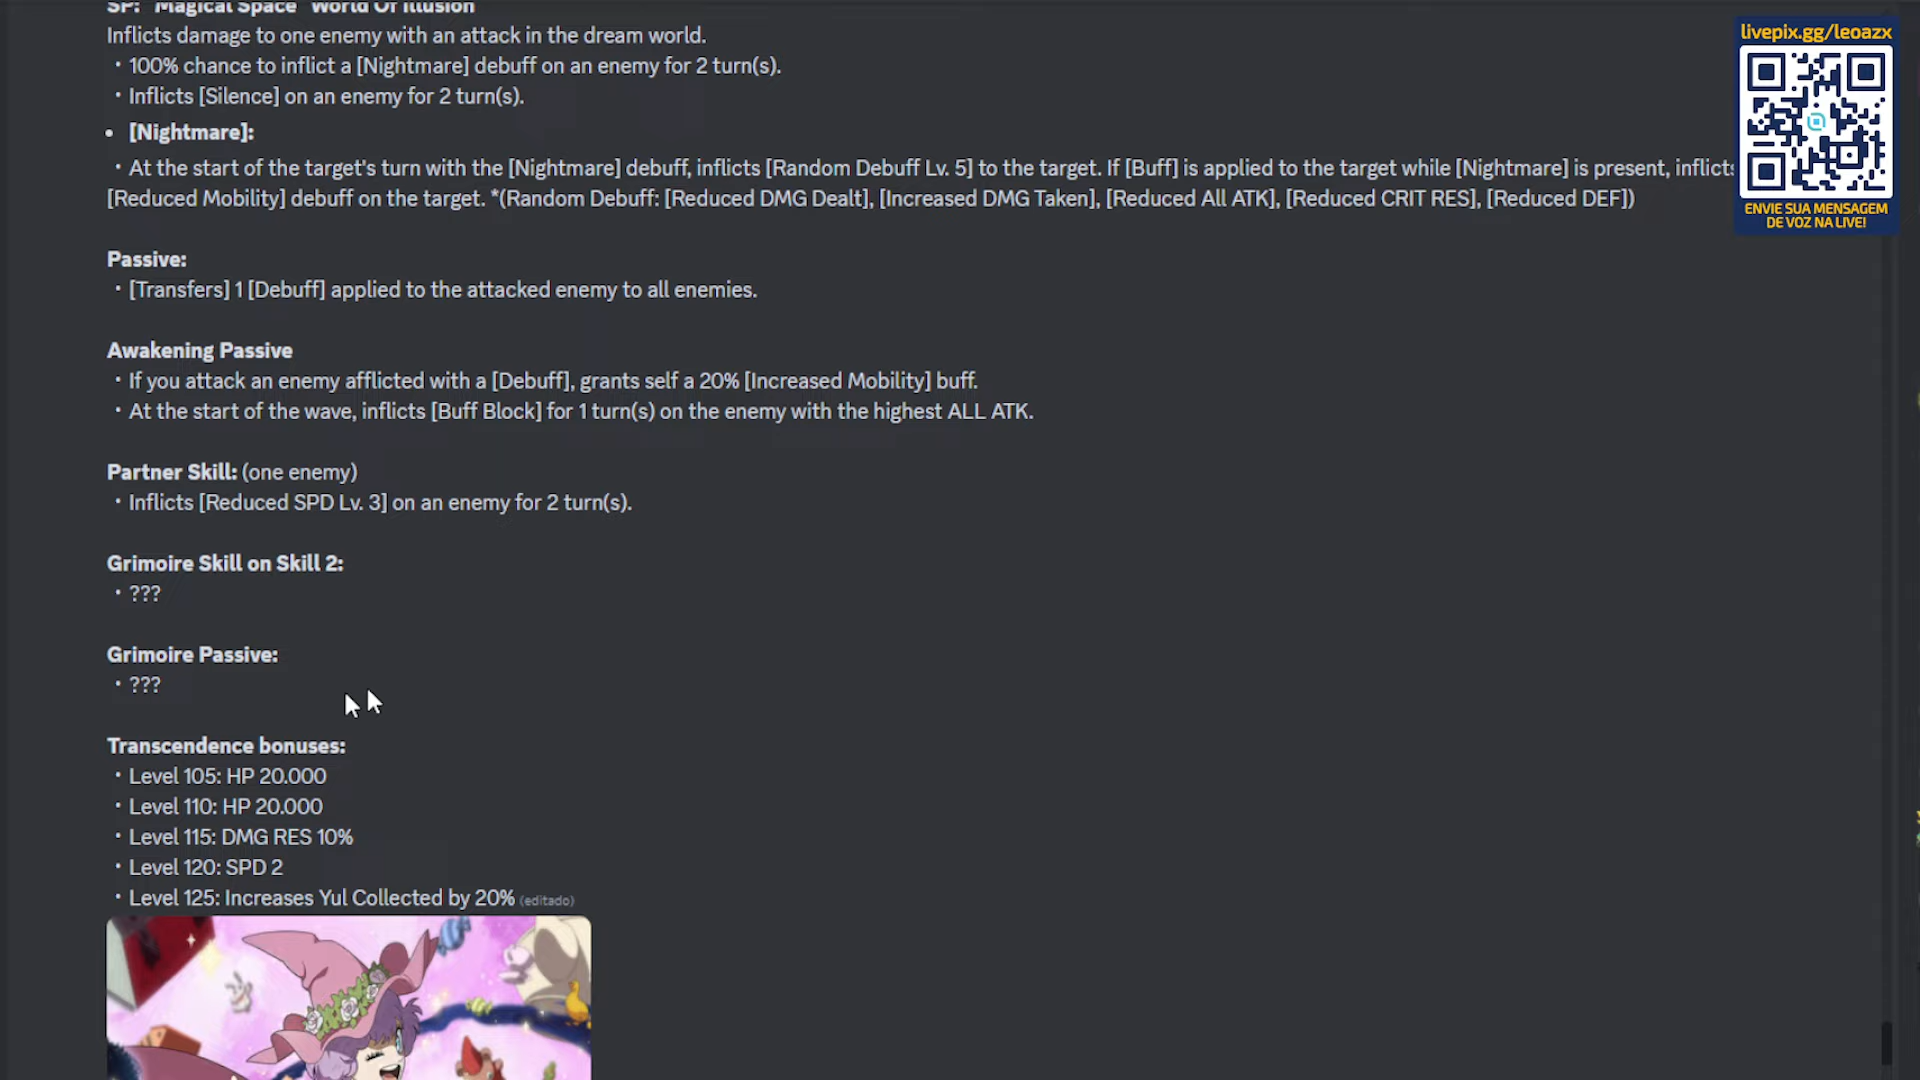 SP: "Magical Space" World Of Illusion
Inflicts damage to one enemy with an attack in the dream world.
・100% chance to inflict a [Nightmare] debuff on an enemy for 2 turn(s).
・Inflicts [Silence] on an enemy for 2 turn(s).
• [Nightmare]:
・At the start of the target's turn with the [Nightmare] debuff, inflicts [Random Debuff Lv. 5] to the target. If [Buff] is applied to the target while [Nightmare] is present, inflicts
[Reduced Mobility] debuff on the target. *(Random Debuff: [Reduced DMG Dealt], [Increased DMG Taken], [Reduced All ATK], [Reduced CRIT RES], [Reduced DEF])
Passive:
・[Transfers] 1 [Debuff] applied to the attacked enemy to all enemies.
Awakening Passive
・If you attack an enemy afflicted with a [Debuff], grants self a 20% [Increased Mobility] buff.
・At the start of the wave, inflicts [Buff Block] for 1 turn(s) on the enemy with the highest ALL ATK.
Partner Skill: (one enemy)
・Inflicts [Reduced SPD Lv. 3] on an enemy for 2 turn(s).
Grimoire Skill on Skill 2:
・???
Grimoire Passive:
・???
Transcendence bonuses:
・Level 105: HP 20.000
・Level 110: HP 20.000
・Level 115: DMG RES 10%
・Level 120: SPD 2
・Level 125: Increases Yul Collected by 20% (editado)
livepix.gg/leoazx
ENVIE SUA MENSAGEM
DE VOZ NA LIVE!